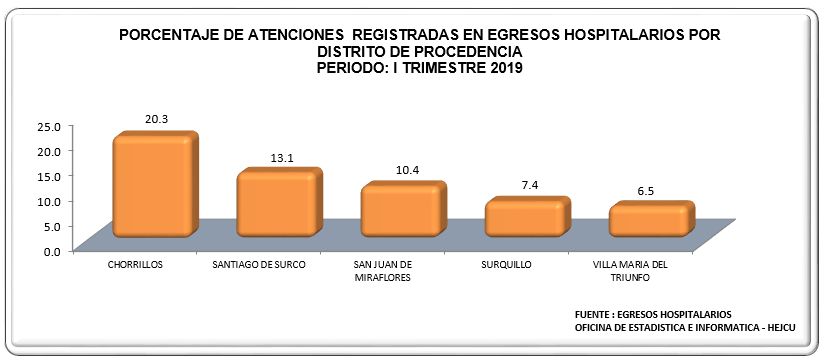 PORCENTAJE DE ATENCIONES REGISTRADAS EN EGRESOS HOSPITALARIOS POR
DISTRITO DE PROCEDENCIA
PERIODO: I TRIMESTRE 2019
20.3
13.1
10.4
7.4
6.5
25.0
20.0
15.0
10.0
5.0
0.0
CHORRILLOS
SANTIAGO DE SURCO
SAN JUAN DE
MIRAFLORES
SURQUILLO
VILLA MARIA DEL
TRIUNFO
FUENTE : EGRESOS HOSPITALARIOS
OFICINA DE ESTADISTICA E INFORMATICA - HEJCU